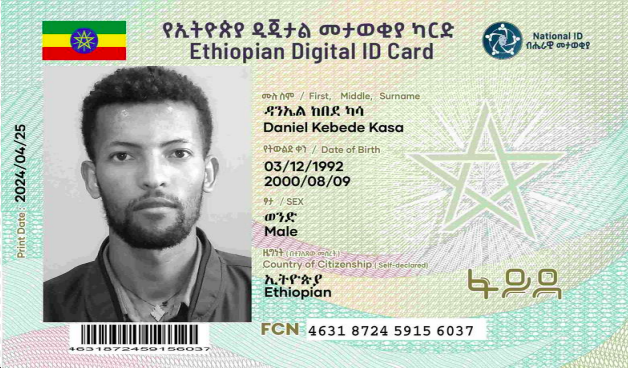 የኢትዮጵያ ዲጂታል መታወቂያ ካርድ
Ethiopian Digital ID Card
National ID
ብሔራዊ መታወቂያ
ሙሉ ስም / First, Middle, Surname
ዳንኤል ከበደ ካሳ
Daniel Kebede Kasa
የትውልድ ቀን / Date of Birth
03/12/1992
2000/08/09
ፆታ / SEX
ወንድ
Male
ዜግነት
Country of Citizenship (Self-declared)
ኢትዮጵያ
Ethiopian
ፋይዳ
FCN 4631 8724 5915 6037
4631872459156037
Print Date 2024/04/25